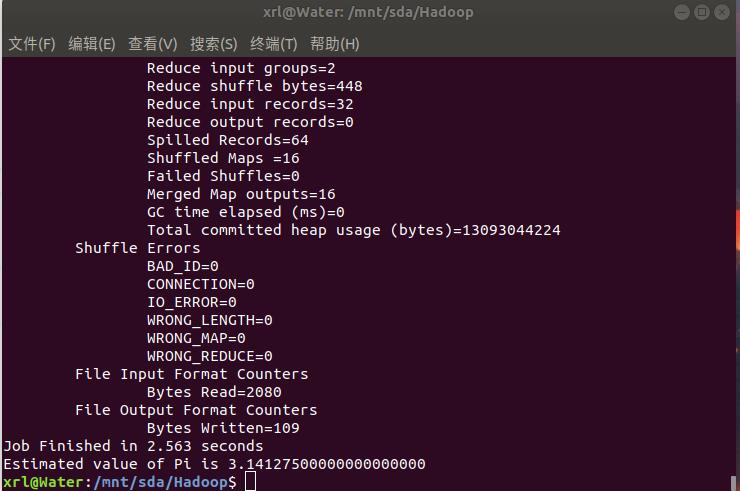 xrl@Water: /mnt/sda/Hadoop
文件(F) 编辑(E) 查看(V) 搜索(S) 终端(T) 帮助(H)
Reduce input groups=2
Reduce shuffle bytes=448
Reduce input records=32
Reduce output records=0
Spilled Records=64
Shuffled Maps =16
Failed Shuffles=0
Merged Map outputs=16
GC time elapsed (ms)=0
Total committed heap usage (bytes)=13093044224
Shuffle Errors
BAD_ID=0
CONNECTION=0
IO_ERROR=0
WRONG_LENGTH=0
WRONG_MAP=0
WRONG_REDUCE=0
File Input Format Counters
Bytes Read=2080
File Output Format Counters
Bytes Written=109
Job Finished in 2.563 seconds
Estimated value of Pi is 3.14127500000000000000
xrl@Water:/mnt/sda/Hadoop$